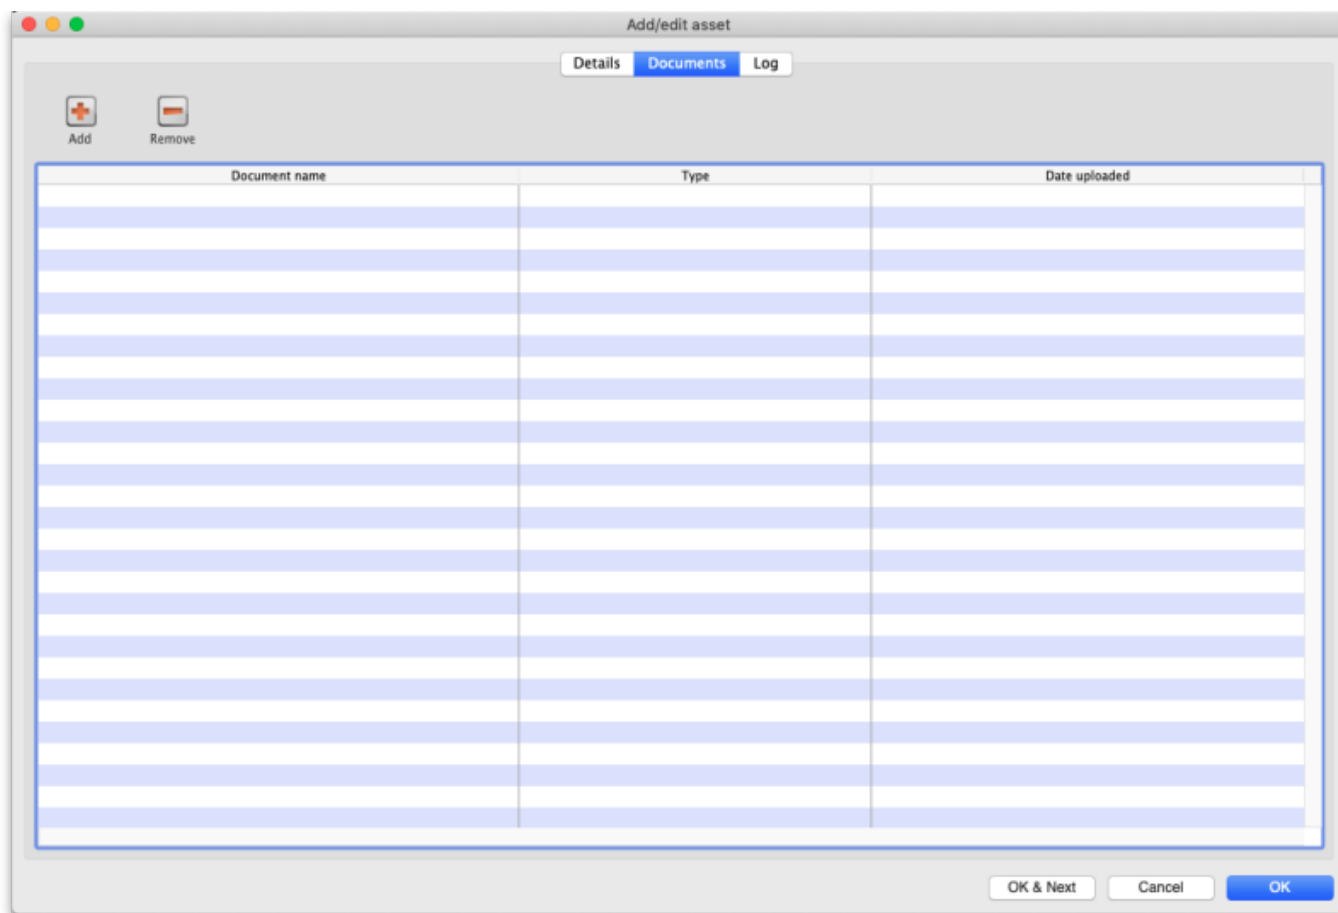 Add/edit asset
Details Documents Log
Add Remove
Document name Type Date uploaded
OK & Next Cancel OK